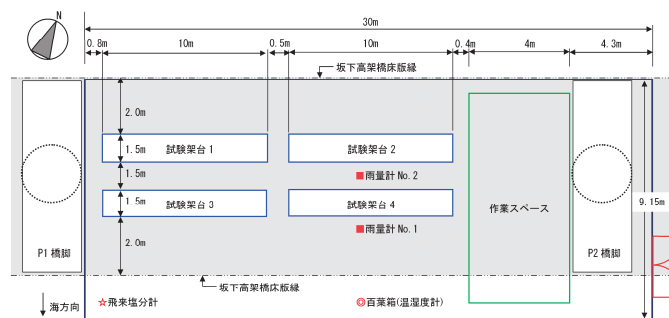 N
30m
0.8m 10m 0.5m 10m 0.4m 4m 4.3m
坂下高架橋床版縁
2.0m
試験架台1 試験架台2
1.5m
1.5m
雨量計 No.2
試験架台3 試験架台4
1.5m
作業スペース
9.15m
雨量計 No.1
2.0m
P1 橋脚 P2 橋脚
坂下高架橋床版縁
海方向
☆飛来塩分計
◎百葉箱(温湿度計)